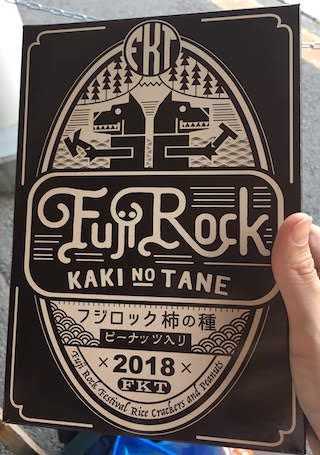 FKT
Fuji Rock
KAKI NO TANE
フジロック柿の種
ピーナッツ入り
×2018×
FKT
Fuji Rock Festival Rice Crackers and Peanuts